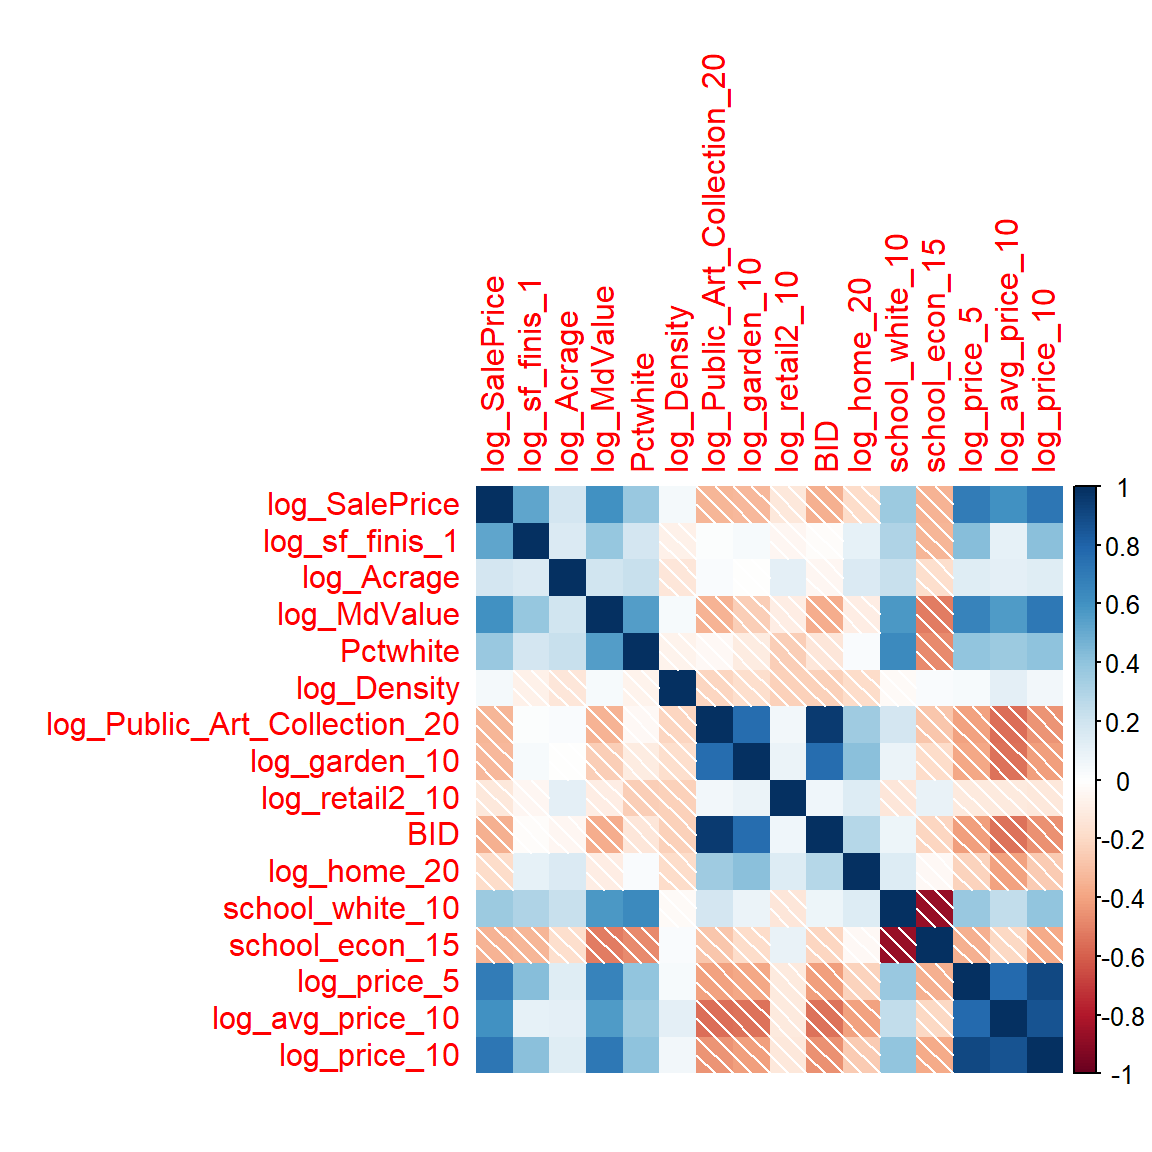 log_SalePrice
log_sf_finis_1
log_Acrage
log_MdValue
Pctwhite
log_Density
log_Public_Art_Collection_20
log_garden_10
log_retail2_10
BID
log_home_20
school_white_10
school_econ_15
log_price_5
log_avg_price_10
log_price_10
log_SalePrice
log_sf_finis_1
log_Acrage
log_MdValue
Pctwhite
log_Density
log_Public_Art_Collection_20
log_garden_10
log_retail2_10
BID
log_home_20
school_white_10
school_econ_15
log_price_5
log_avg_price_10
log_price_10
1
0.8
0.6
0.4
0.2
0
-0.2
-0.4
-0.6
-0.8
-1